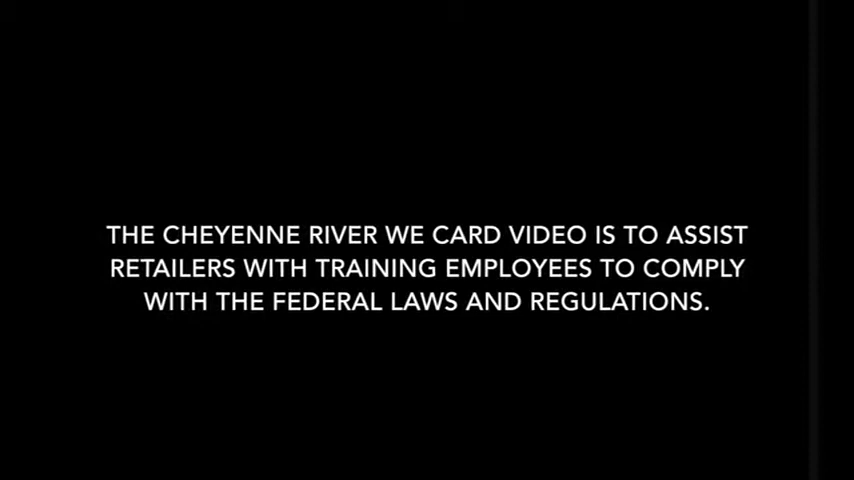 THE CHEYENNE RIVER WE CARD VIDEO IS TO ASSIST
RETAILERS WITH TRAINING EMPLOYEES TO COMPLY
WITH THE FEDERAL LAWS AND REGULATIONS.